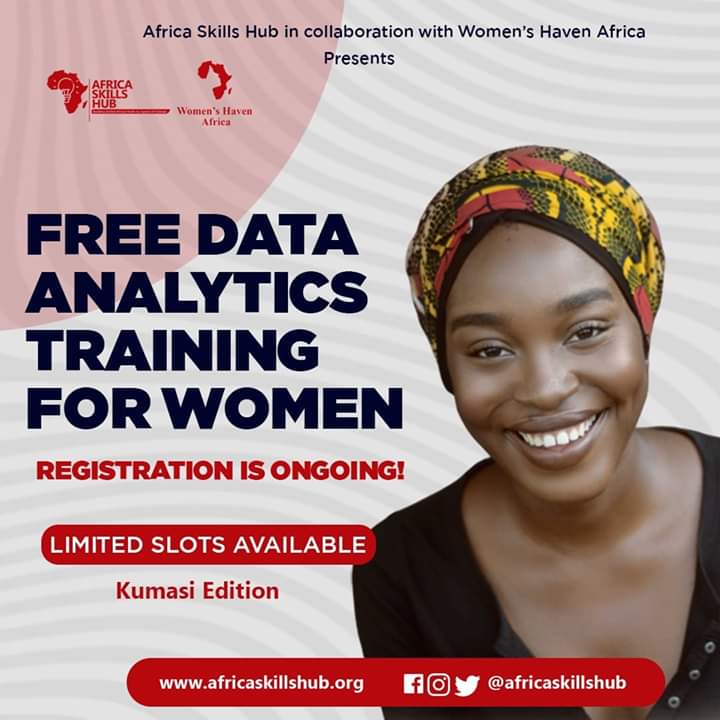 Africa Skills Hub in collaboration with Women's Haven Africa
Presents
AFRICA
SKILLS
HUB
Women's Haven
Africa
FREE DATA
ANALYTICS
TRAINING
FOR WOMEN
REGISTRATION IS ONGOING!
LIMITED SLOTS AVAILABLE
Kumasi Edition
www.africaskillshub.org
@africaskillshub